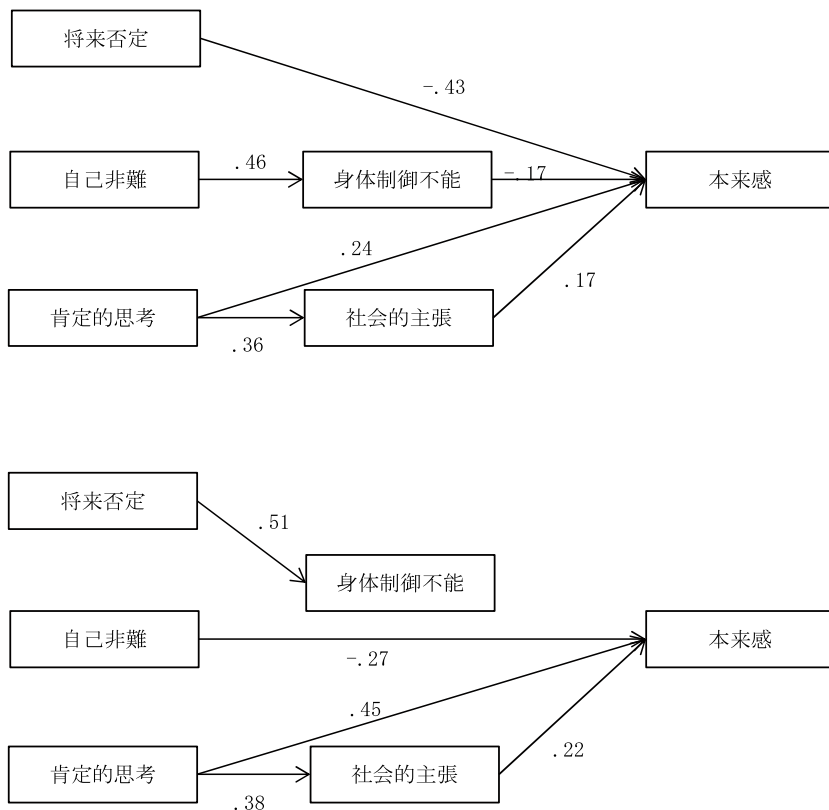 将来否定
-.43
自己非難
.46
身体制御不能
-.17
本来感
.24
肯定的思考
.36
社会的主張
.17
将来否定
.51
身体制御不能
自己非難
-.27
本来感
.45
肯定的思考
.38
社会的主張
.22